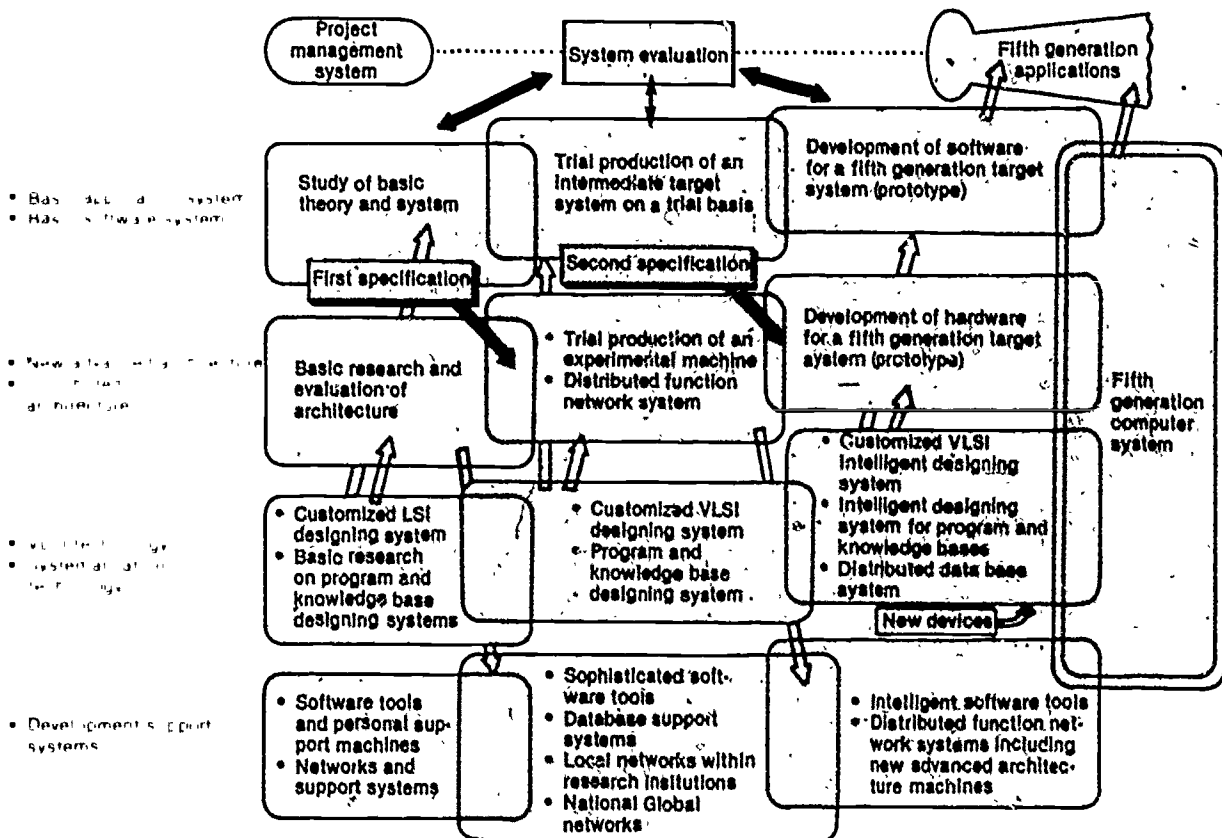 Project
management
system
System evaluation
Fifth generation
applications
Study of basic
theory and system
Trial production of an
intermediate target
system on a trial basis
Development of software
for a fifth generation target
system (prototype)
• system
• software system
First specification
Second specification
Basic research and
evaluation of
architecture
• Trial production of an
experimental machine
• Distributed function
network system
Development of hardware
for a fifth generation target
system (prototype)
architecture
Fifth
generation
computer
system
• Customized LSI
designing system
• Basic research
on program and
knowledge base
designing systems
• Customized VLSI
designing system
• Program and
knowledge base
designing system
• Customized VLSI
Intelligent designing
system
• Intelligent designing
system for program and
knowledge bases
• Distributed data base
system
New devices
• Development support
systems
• Software tools
and personal sup-
port machines
• Networks and
support systems
• Sophisticated soft-
ware tools
• Database support
systems
• Local networks within
research insitutions
• National Global
networks
• Intelligent software tools
• Distributed function net-
work systems including
new advanced architec-
ture machines